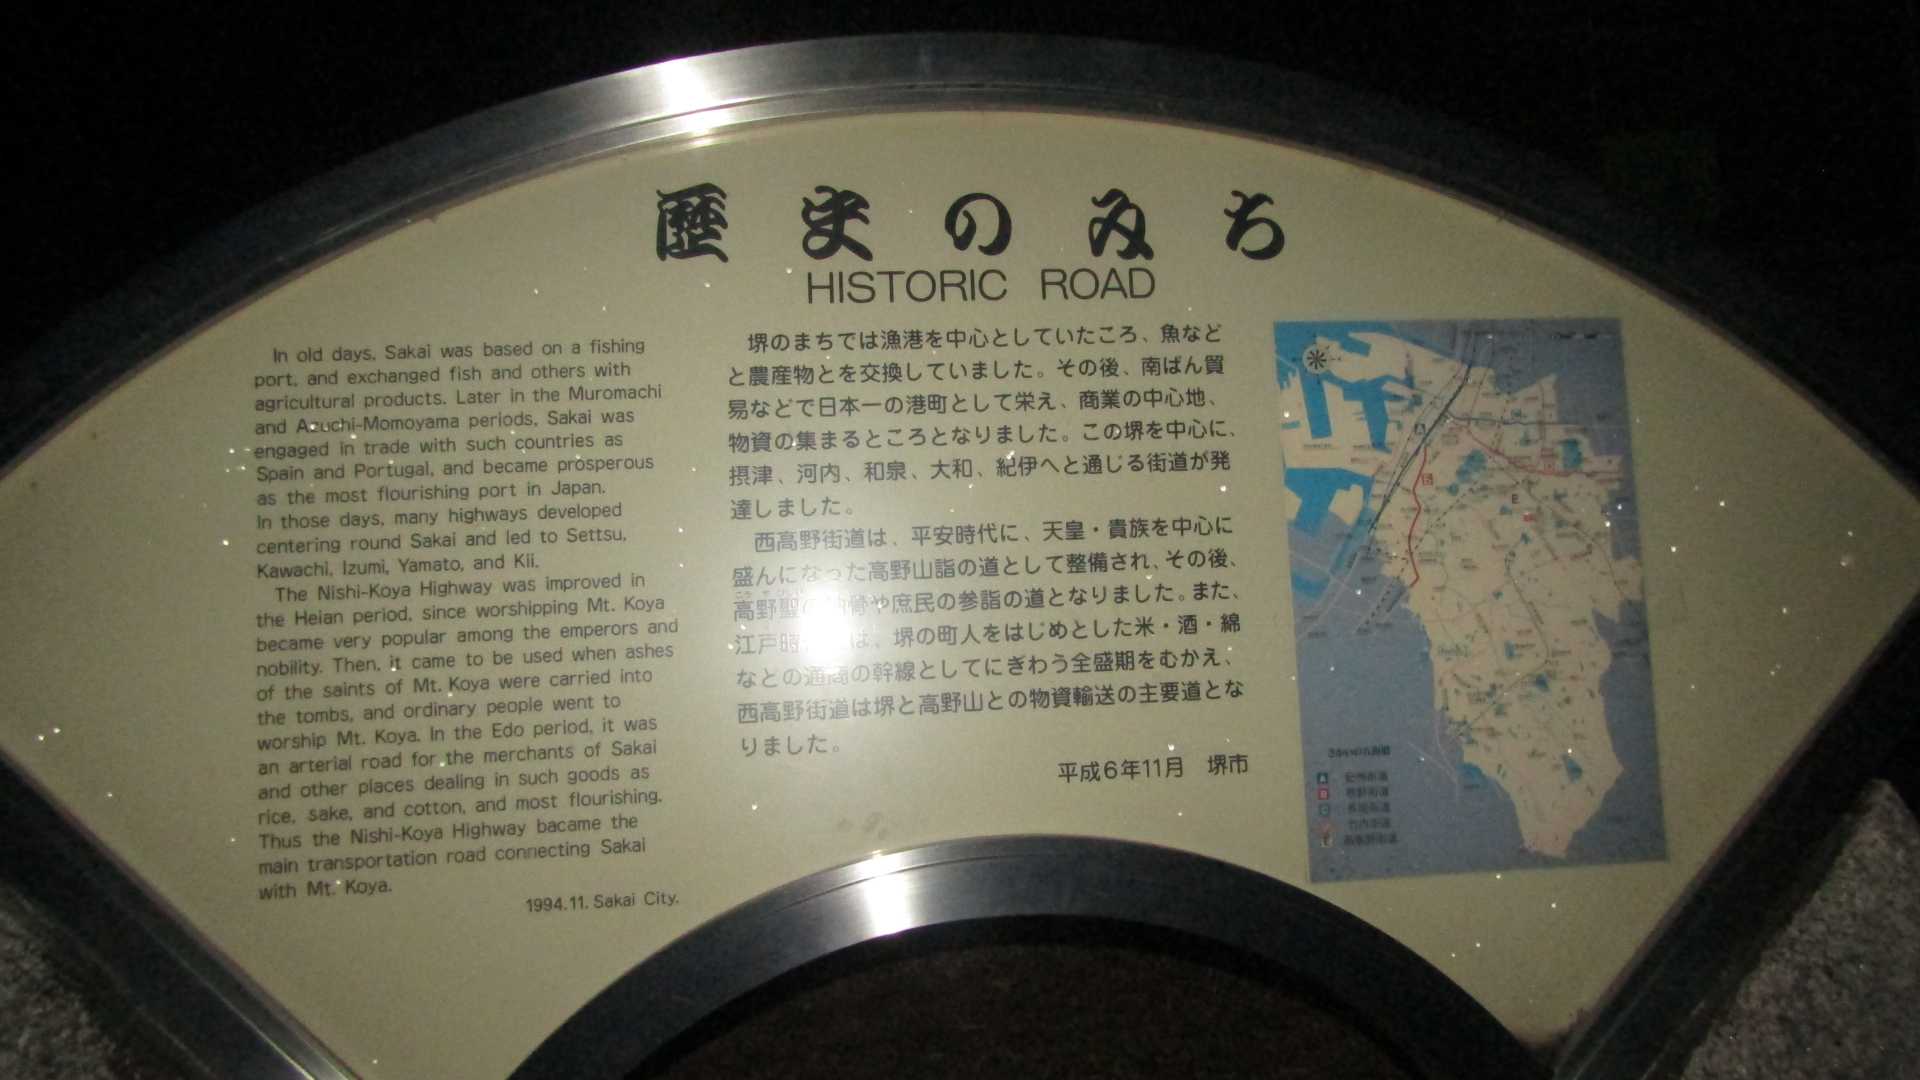 歴史のみち
HISTORIC ROAD
In old days, Sakai was based on a fishing
port, and exchanged fish and others with
agricultural products. Later in the Muromachi
and Azuchi-Momoyama periods, Sakai was
engaged in trade with such countries as
Spain and Portugal, and became prosperous
as the most flourishing port in Japan.
In those days, many highways developed
centering round Sakai and led to Settsu,
Kawachi, Izumi, Yamato, and Kii.
The Nishi-Koya Highway was improved in
the Heian period, since worshipping Mt. Koya
became very popular among the emperors and
nobility. Then, it came to be used when ashes
of the saints of Mt. Koya were carried into
the tombs, and ordinary people went to
worship Mt. Koya. In the Edo period, it was
an arterial road for the merchants of Sakai
and other places dealing in such goods as
rice, sake, and cotton, and most flourishing.
Thus the Nishi-Koya Highway bacame the
main transportation road connecting Sakai
with Mt. Koya.
1994.11. Sakai City.
堺のまちでは漁港を中心としていたころ、魚など
と農産物とを交換していました。その後、南ばん貿
易などで日本一の港町として栄え、商業の中心地、
物資の集まるところとなりました。この堺を中心に、
摂津、河内、和泉、大和、紀伊へと通じる街道が発
達しました。
西高野街道は、平安時代に、天皇・貴族を中心に
盛んになった高野山詣の道として整備され、その後、
高野聖の納骨や庶民の参詣の道となりました。また、
江戸時 は、堺の町人をはじめとした米・酒・綿
などの通商の幹線としてにぎわう全盛期をむかえ、
西高野街道は堺と高野山との物資輸送の主要道とな
りました。
平成6年11月 堺市
A
B
E